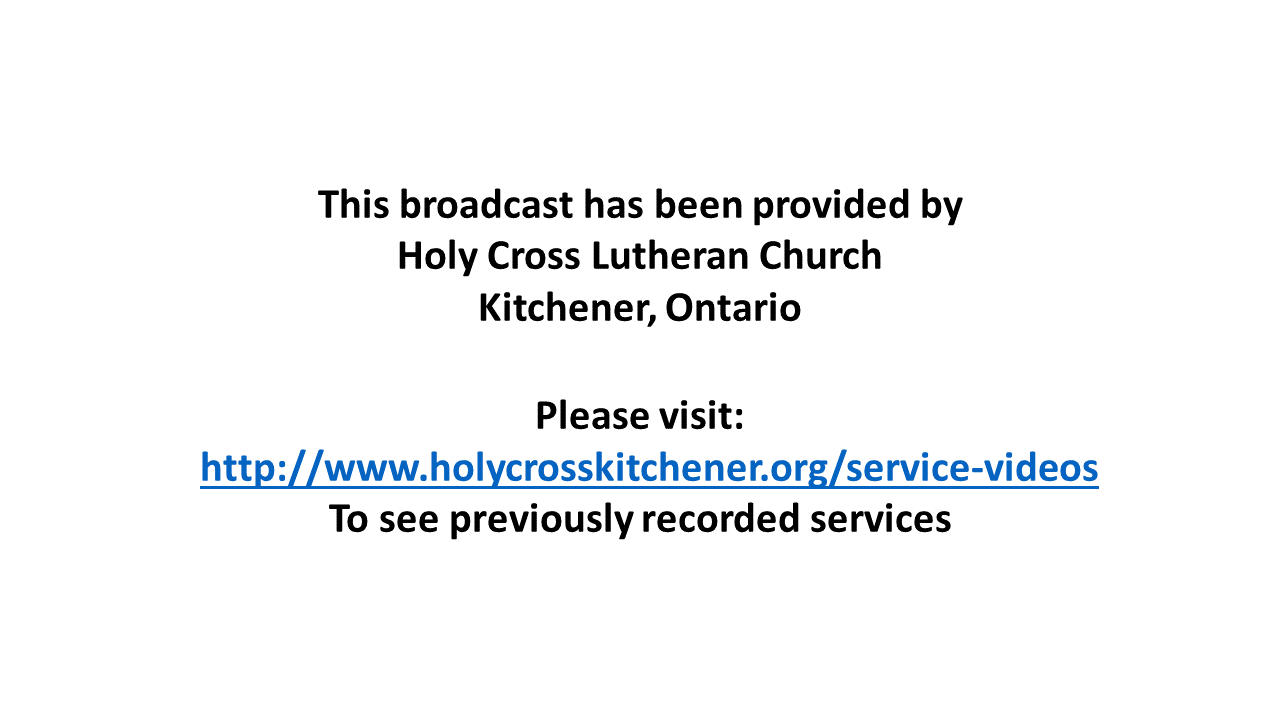 This broadcast has been provided by
Holy Cross Lutheran Church
Kitchener, Ontario
Please visit:
http://www.holycrosskitchener.org/service-videos
To see previously recorded services